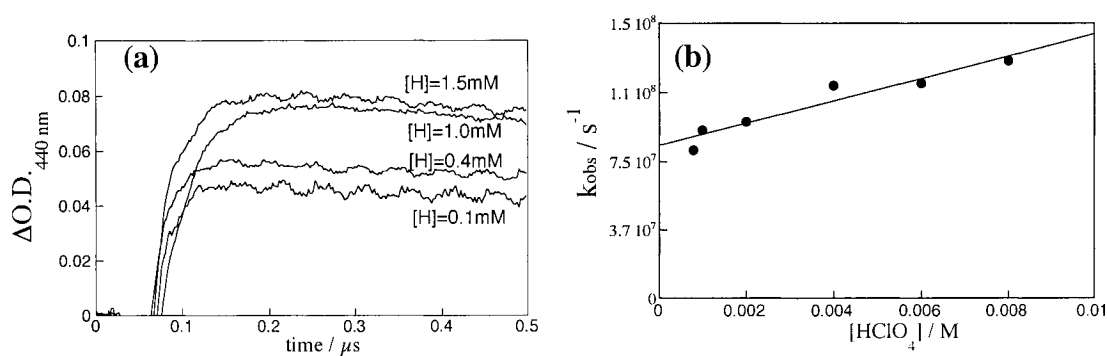 (a)
0.1
0.08
0.06
0.04
0.02
0
ΔO.D.440 nm
[H]=1.5mM
[H]=1.0mM
[H]=0.4mM
[H]=0.1mM
0 0.1 0.2 0.3 0.4 0.5
time / µs
(b)
1.5 10^8
1.1 10^8
7.5 10^7
3.7 10^7
0
kobs / s^-1
0 0.002 0.004 0.006 0.008 0.01
[HClO4] / M